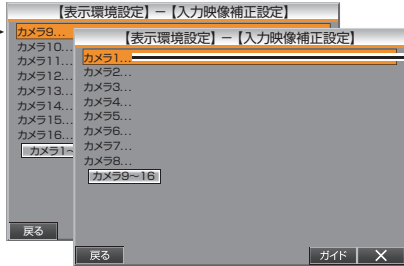 【表示環境設定】－【入力映像補正設定】
カメラ9...
カメラ10...
カメラ11...
カメラ12...
カメラ13...
カメラ14...
カメラ15...
カメラ16...
カメラ1～
戻る
【表示環境設定】－【入力映像補正設定】
カメラ1...
カメラ2...
カメラ3...
カメラ4...
カメラ5...
カメラ6...
カメラ7...
カメラ8...
カメラ9～16
戻る
ガイド